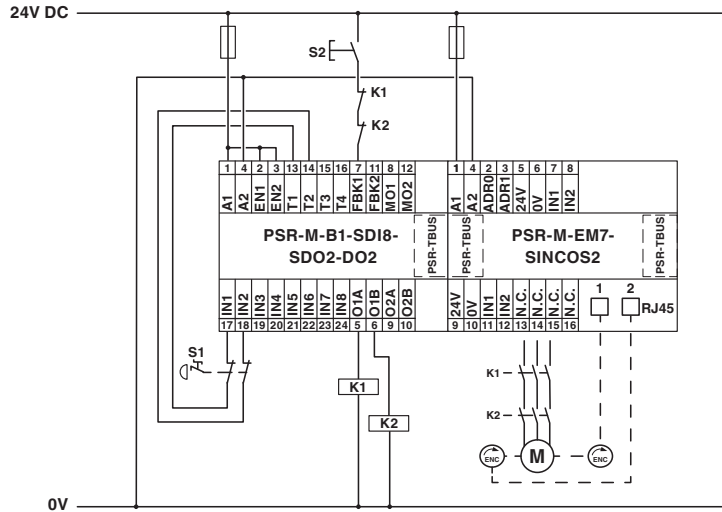 24V DC
S2
K1
K2
1 4 2 3 13 14 15 16 7 11 8 12
1 4 2 3 5 6 7 8
A1 A2 EN1 EN2 T1 T2 T3 T4 FBK1 FBK2 MO1 MO2
A1 A2 ADR0 ADR1 24V 0V IN1 IN2
PSR-M-B1-SDI8-
SDO2-DO2
PSR-TBUS
PSR-TBUS
PSR-M-EM7-
SINCOS2
PSR-TBUS
IN1 IN2 IN3 IN4 IN5 IN6 IN7 IN8 O1A O1B O2A O2B
24V 0V IN1 IN2 N.C. N.C. N.C. N.C.
1 2
RJ45
17 18 19 20 21 22 23 24 5 6 9 10
9 10 11 12 13 14 15 16
S1
K1
K2
K1
K2
ENC
M
ENC
0V